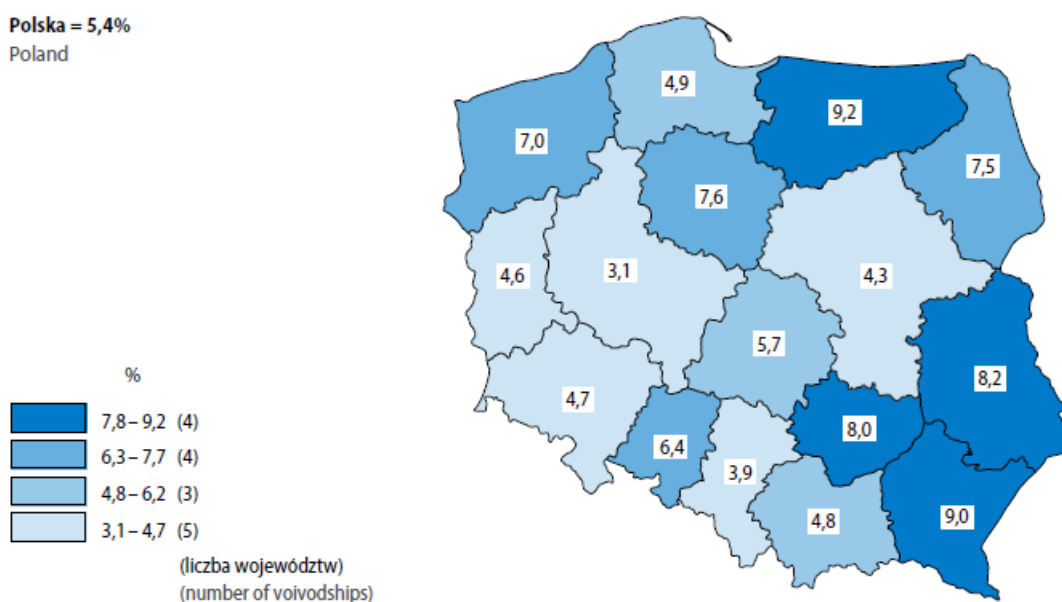 Polska = 5,4%
Poland
4,9
9,2
7,0
7,5
7,6
4,6
3,1
4,3
5,7
8,2
4,7
8,0
6,4
3,9
4,8
9,0
%
7,8 – 9,2 (4)
6,3 – 7,7 (4)
4,8 – 6,2 (3)
3,1 – 4,7 (5)
(liczba województw)
(number of voivodships)